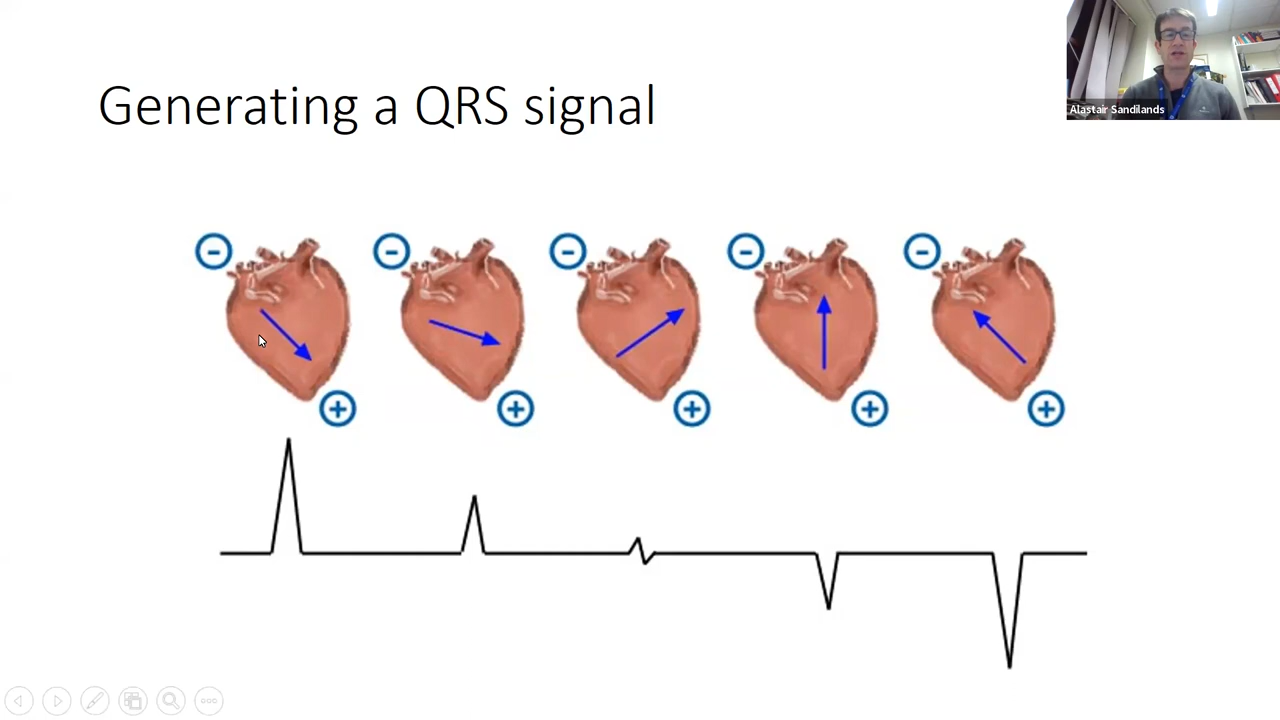 Generating a QRS signal
Alastair Sandilands
- - - - -
+ + + + +